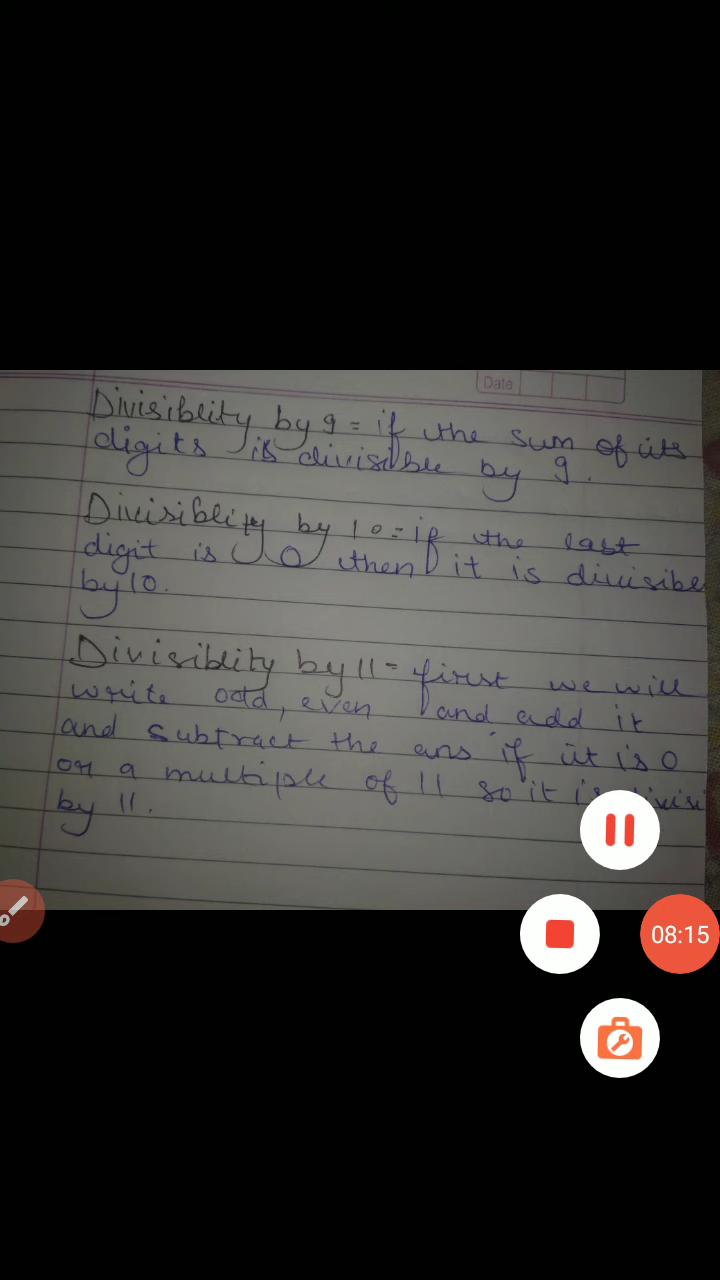 Date
Divisiblity by 9 = if the sum of its
digits is divisible by 9.
Divisiblity by 10 = if the last
digit is 0 then it is divisibe
by 10.
Divisiblity by 11 = first we will
write odd, even and add it
and subtract the ans if it is 0
or a multiple of 11 so it is divisi
by 11.
08:15